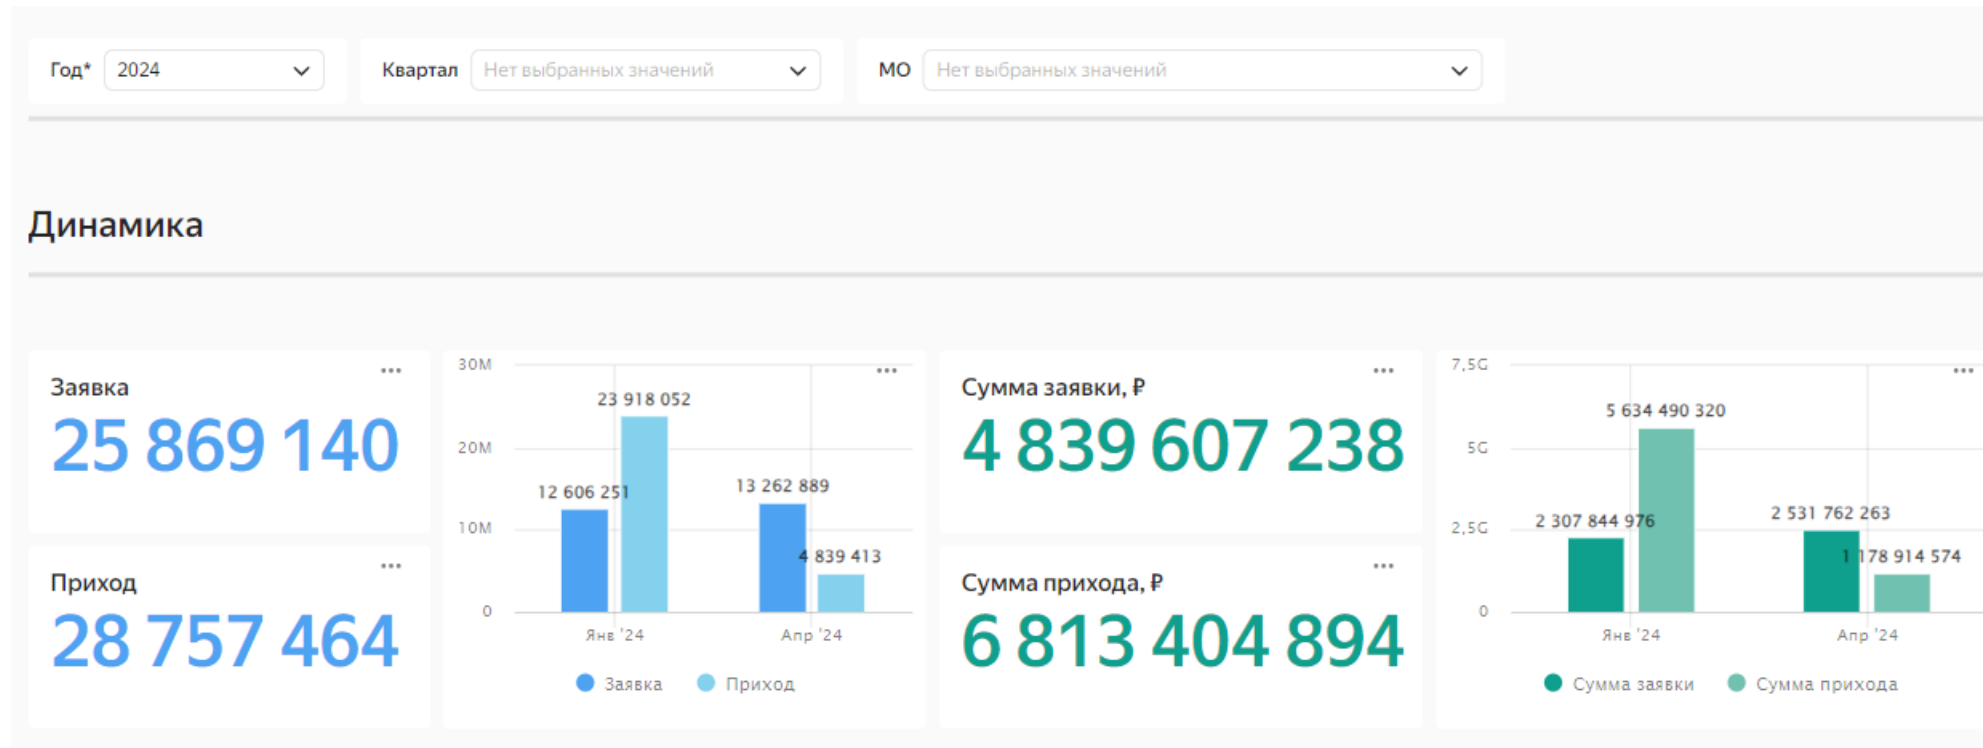 Год* 2024 Квартал Нет выбранных значений МО Нет выбранных значений
Динамика
Заявка
25 869 140
Приход
28 757 464
30M
20M
10M
0
23 918 052
12 606 251
13 262 889
4 839 413
Янв '24 Апр '24
Заявка Приход
Сумма заявки, ₽
4 839 607 238
Сумма прихода, ₽
6 813 404 894
7,5G
5G
2,5G
0
5 634 490 320
2 307 844 976
2 531 762 263
1 178 914 574
Янв '24 Апр '24
Сумма заявки Сумма прихода